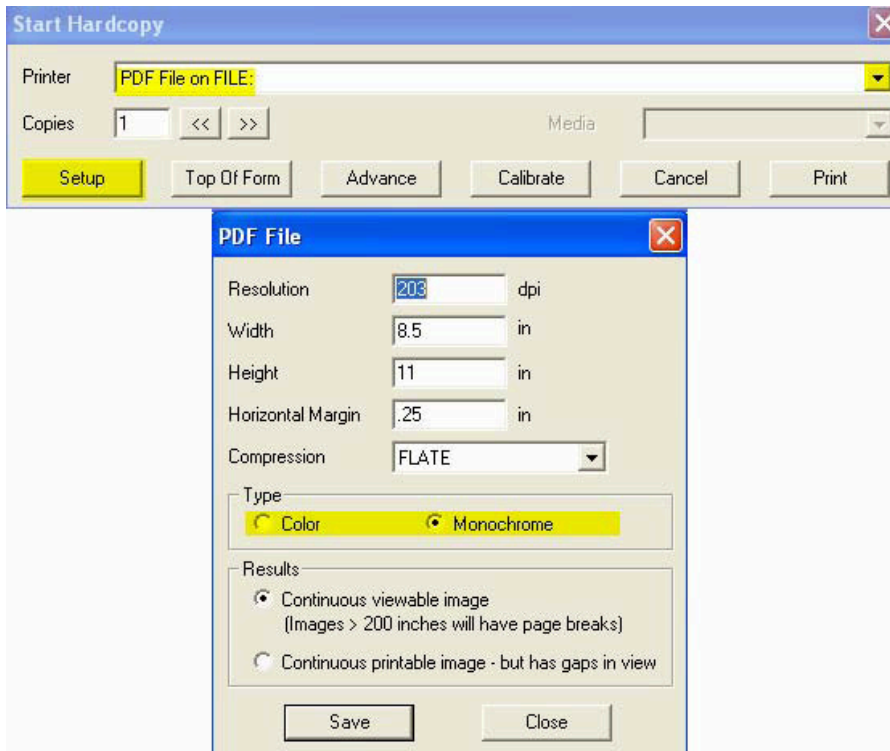 Start Hardcopy
Printer PDF File on FILE:
Copies 1 << >> Media
Setup Top Of Form Advance Calibrate Cancel Print
PDF File
Resolution 203 dpi
Width 8.5 in
Height 11 in
Horizontal Margin .25 in
Compression FLATE
Type
Color Monochrome
Results
Continuous viewable image
(Images > 200 inches will have page breaks)
Continuous printable image - but has gaps in view
Save Close